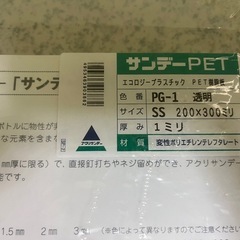 サンデーPET
エコロジープラスチック PET樹脂板
色番 PG-1 透明
サイズ SS 200×300ミリ
厚み 1ミリ
材質 変性ポリエチレンテレフタレート
アクリサンデー
ー「サンデ
ボトルに物性が
な元素を含まず
mm厚に限る）で、直接釘打ちやネジ留めができ、アクリサンデー
1.5mm 2mm 3